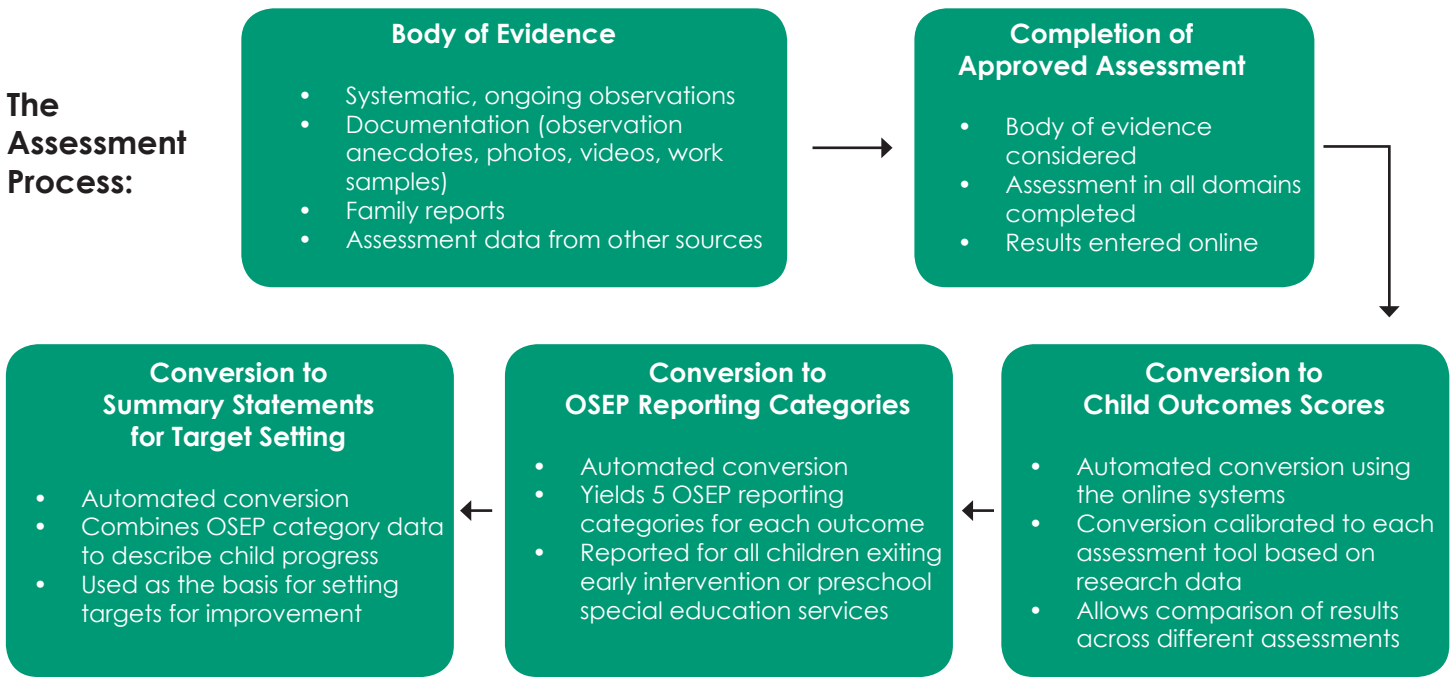 The
Assessment
Process:
Body of Evidence
• Systematic, ongoing observations
• Documentation (observation
anecdotes, photos, videos, work
samples)
• Family reports
• Assessment data from other sources
Completion of
Approved Assessment
• Body of evidence
considered
• Assessment in all domains
completed
• Results entered online
Conversion to
Child Outcomes Scores
• Automated conversion using
the online systems
• Conversion calibrated to each
assessment tool based on
research data
• Allows comparison of results
across different assessments
Conversion to
OSEP Reporting Categories
• Automated conversion
• Yields 5 OSEP reporting
categories for each outcome
• Reported for all children exiting
early intervention or preschool
special education services
Conversion to
Summary Statements
for Target Setting
• Automated conversion
• Combines OSEP category data
to describe child progress
• Used as the basis for setting
targets for improvement